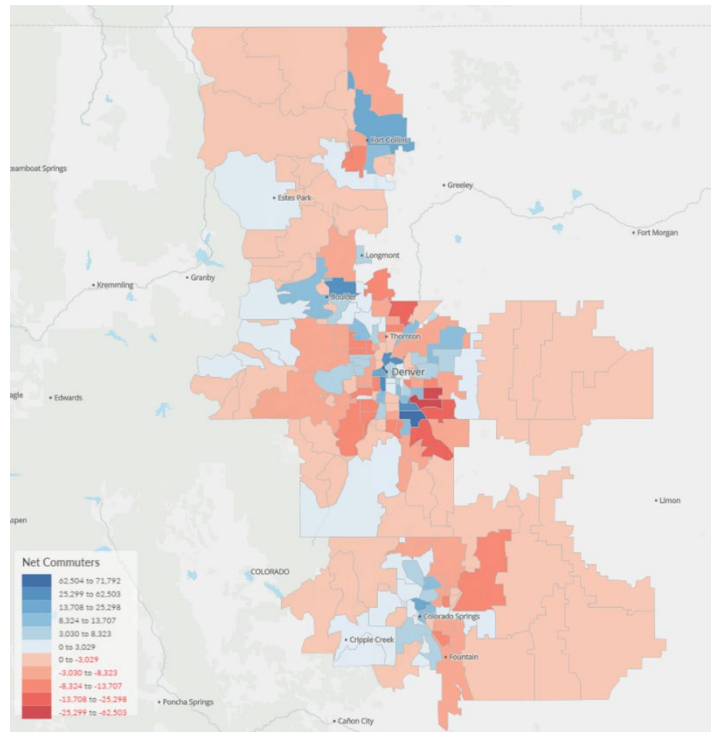 Fort Collins
eamboat Springs
Greeley
Estes Park
Fort Morgan
Longmont
Granby
Kremmling
Boulder
Thornton
Denver
agle
Edwards
Limon
spen
Net Commuters
62,504 to 71,792
25,299 to 62,503
13,708 to 25,298
8,324 to 13,707
3,030 to 8,323
0 to 3,029
0 to -3,029
-3,030 to -8,323
-8,324 to -13,707
-13,708 to -25,298
-25,299 to -62,503
COLORADO
Colorado Springs
Cripple Creek
Fountain
Poncha Springs
Cañon City